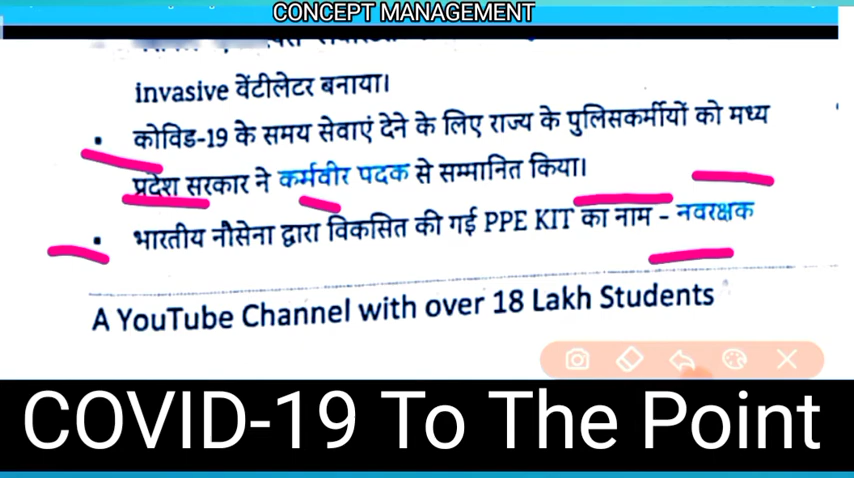 CONCEPT MANAGEMENT
invasive वेंटीलेटर बनाया।
• कोविड-19 के समय सेवाएं देने के लिए राज्य के पुलिसकर्मीयों को मध्य
प्रदेश सरकार ने कर्मवीर पदक से सम्मानित किया।
• भारतीय नौसेना द्वारा विकसित की गई PPE KIT का नाम - नवरक्षक
A YouTube Channel with over 18 Lakh Students
COVID-19 To The Point